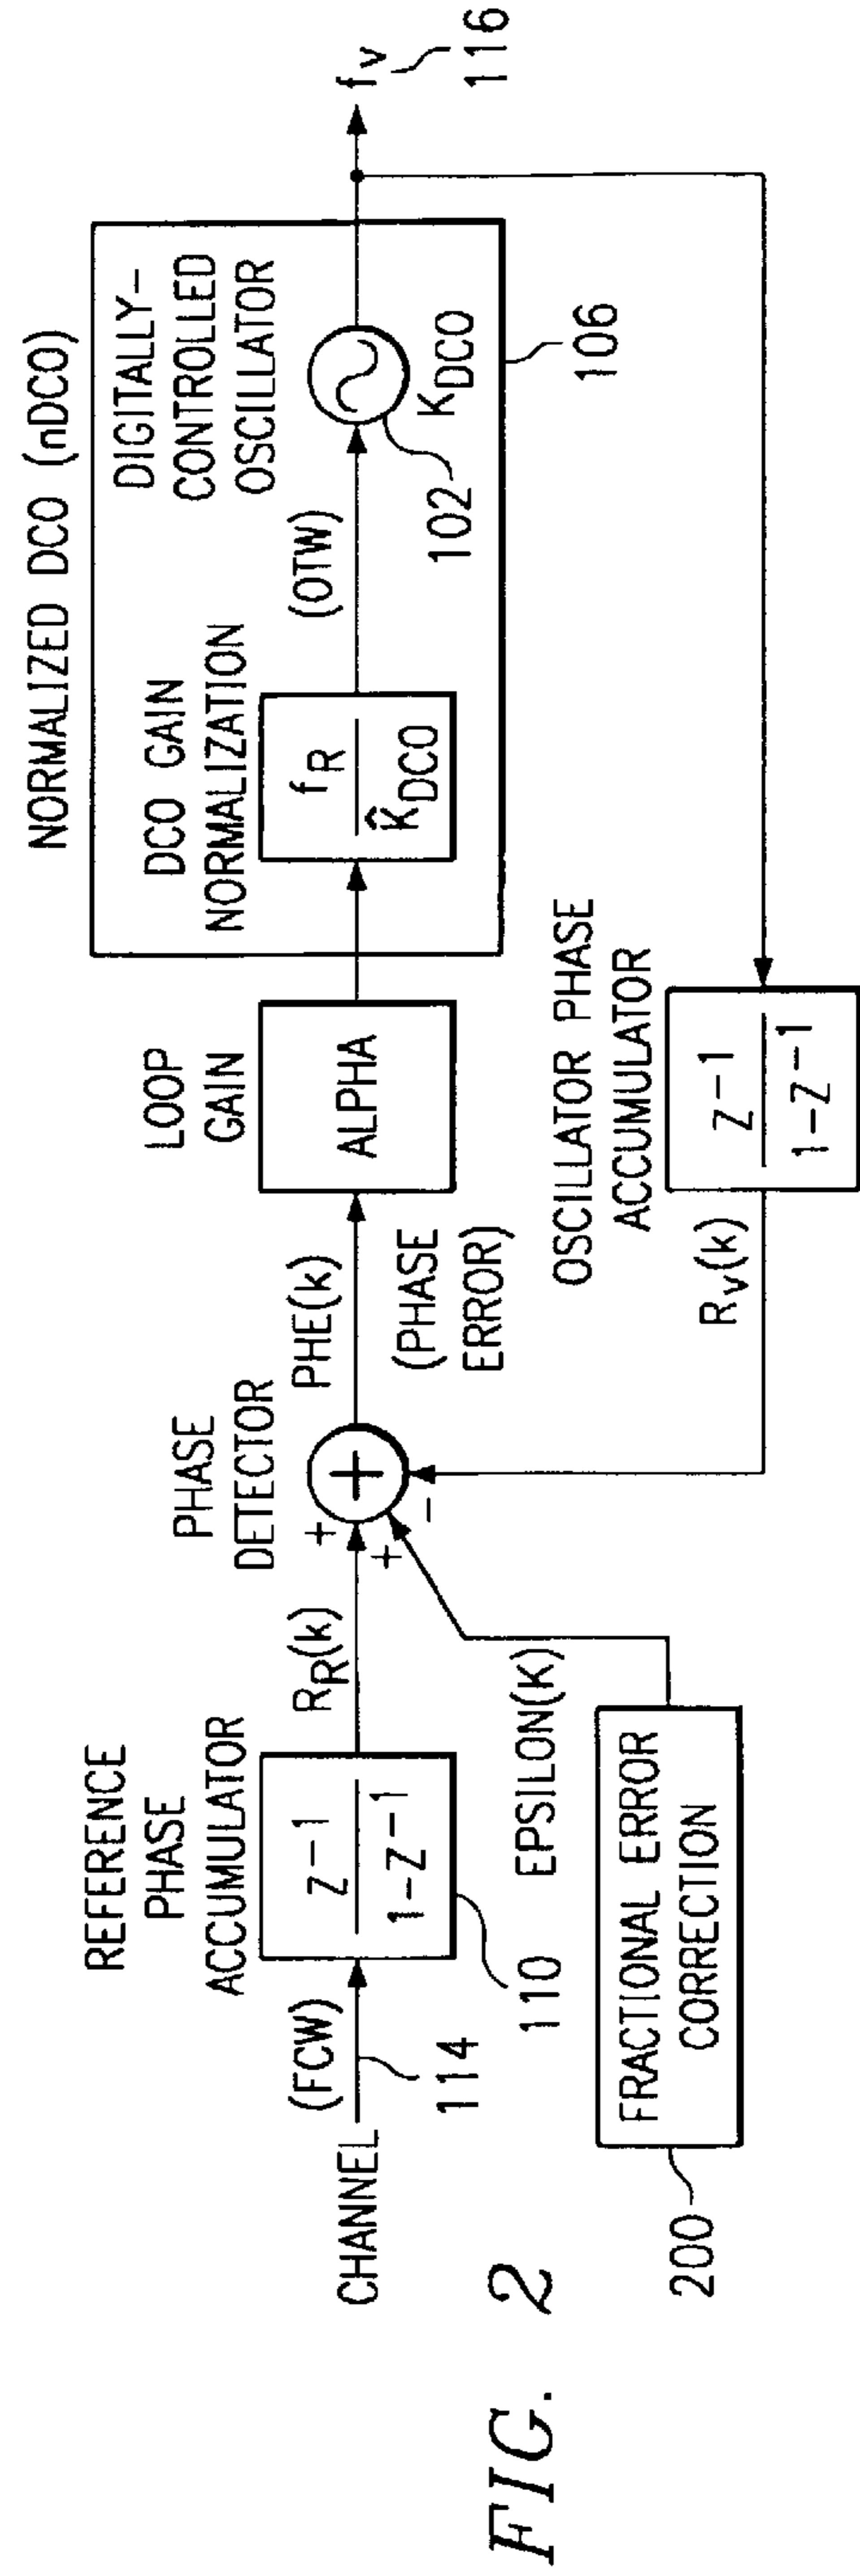 NORMALIZED DCO (nDCO)
DCO GAIN
NORMALIZATION
DIGITALLY-
CONTROLLED
OSCILLATOR
REFERENCE
PHASE
ACCUMULATOR
PHASE
DETECTOR
LOOP
GAIN
CHANNEL
(FCW)
114
Z⁻¹
1-Z⁻¹
110
R_R(k)
+
+
-
+
PHE(k)
(PHASE
ERROR)
ALPHA
f_R
K̂_DCO
(OTW)
102
K_DCO
106
f_V
116
EPSILON(K)
FRACTIONAL ERROR
CORRECTION
200
OSCILLATOR PHASE
ACCUMULATOR
R_V(k)
Z⁻¹
1-Z⁻¹
FIG. 2